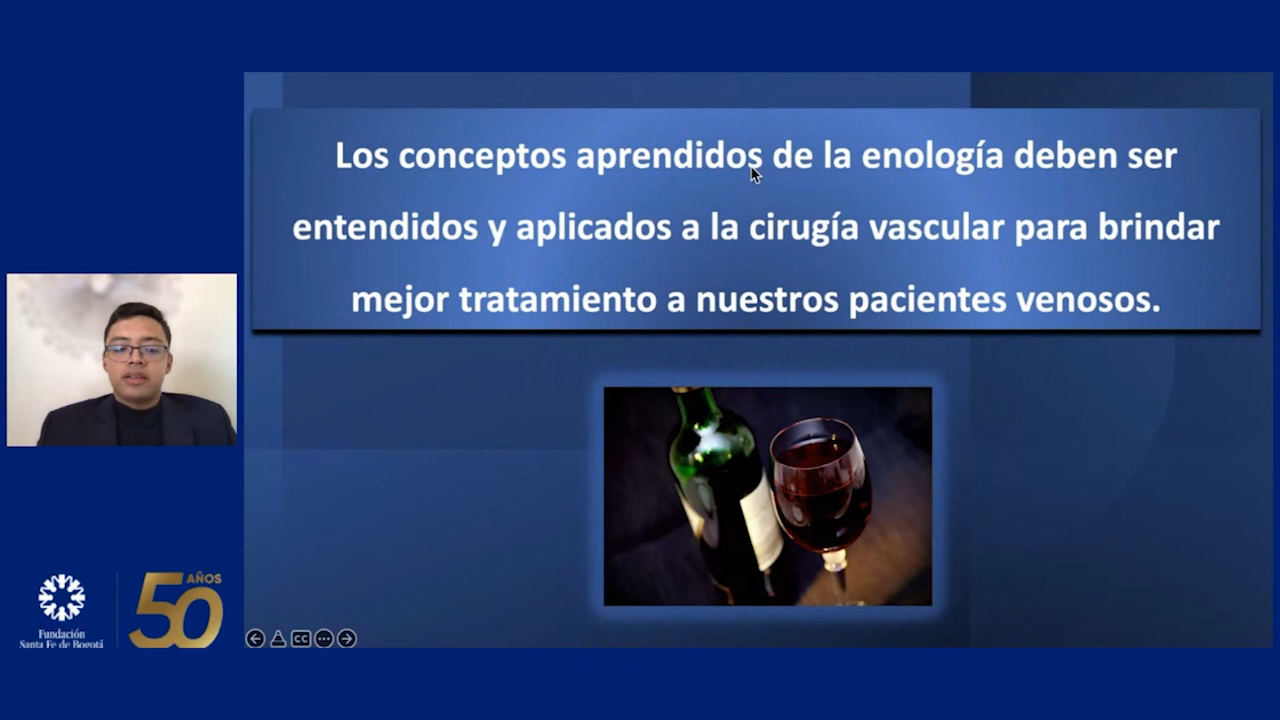 Los conceptos aprendidos de la enología deben ser
entendidos y aplicados a la cirugía vascular para brindar
mejor tratamiento a nuestros pacientes venosos.
Fundación
Santa Fe de Bogotá
50 AÑOS
CC